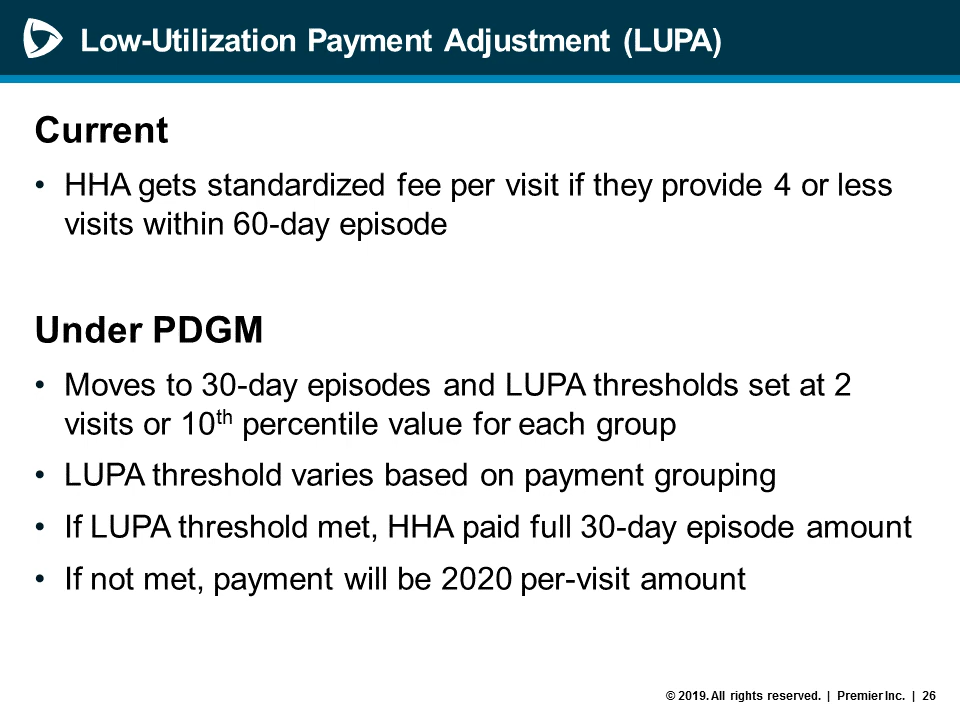 Low-Utilization Payment Adjustment (LUPA)
Current
• HHA gets standardized fee per visit if they provide 4 or less
visits within 60-day episode
Under PDGM
• Moves to 30-day episodes and LUPA thresholds set at 2
visits or 10th percentile value for each group
• LUPA threshold varies based on payment grouping
• If LUPA threshold met, HHA paid full 30-day episode amount
• If not met, payment will be 2020 per-visit amount
© 2019. All rights reserved. | Premier Inc. | 26